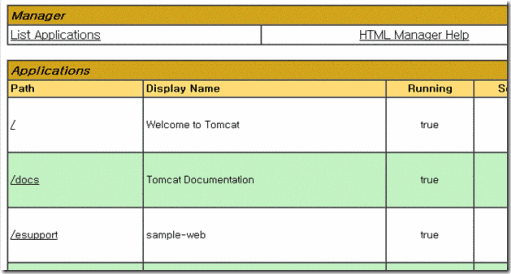 Manager
List Applications HTML Manager Help
Applications
Path Display Name Running
/ Welcome to Tomcat true
/docs Tomcat Documentation true
/esupport sample-web true